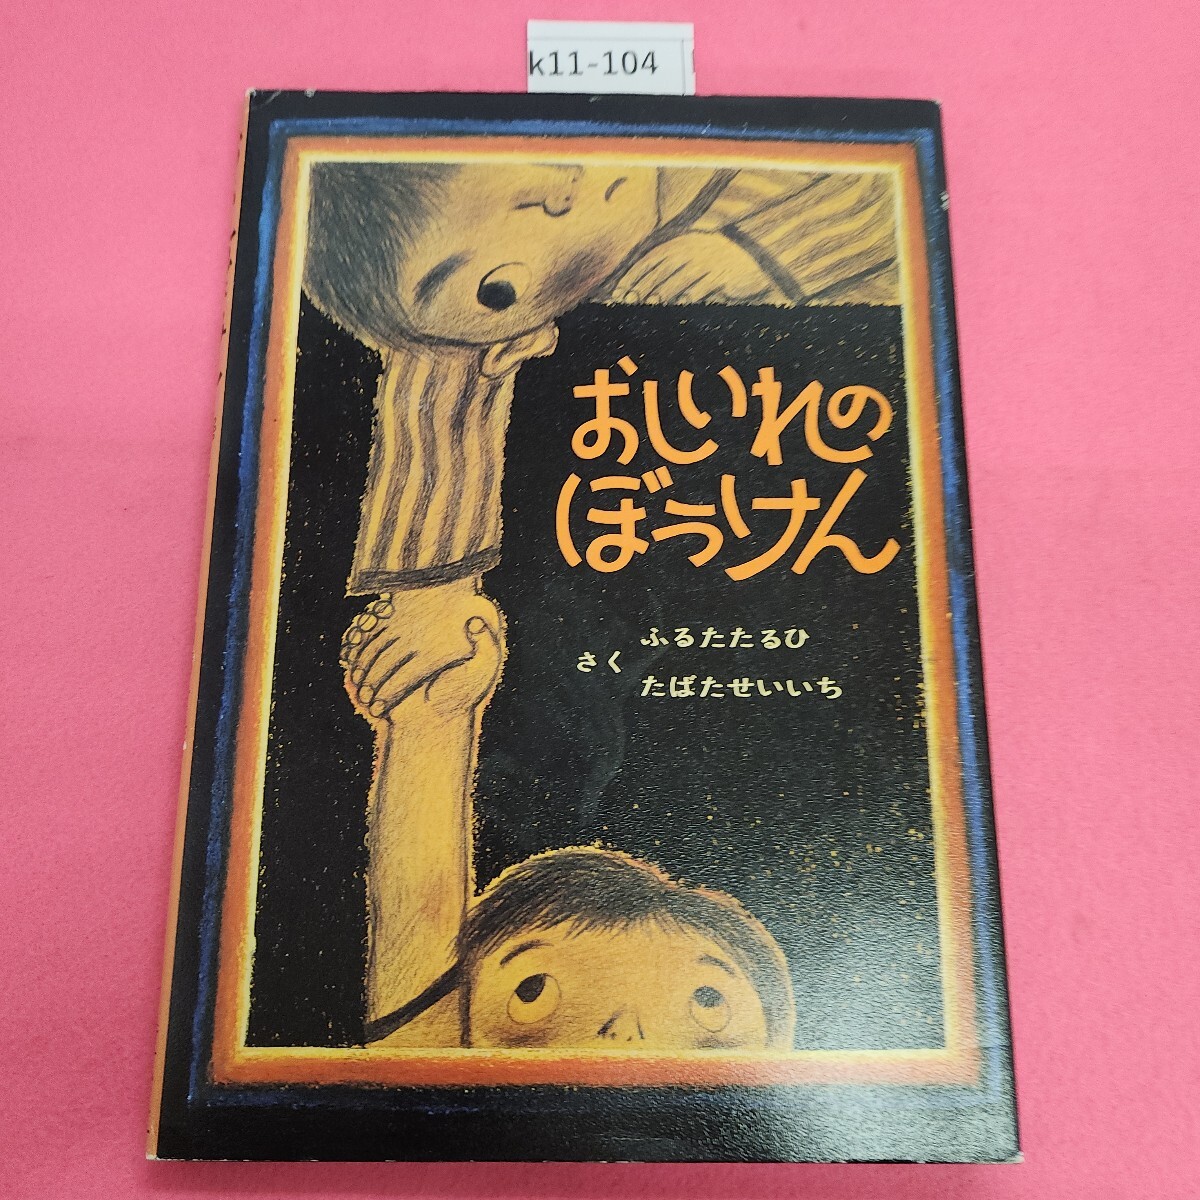 k11-104
おしいれの
ぼうけん
さく
ふるたたるひ
たばたせいいち